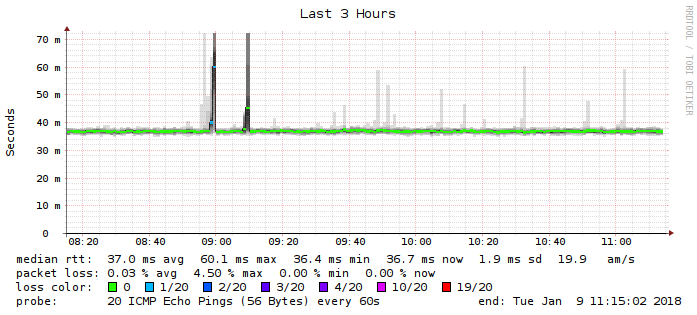 Last 3 Hours
RRDTOOL / TOBI OETIKER
Seconds
70 m
60 m
50 m
40 m
30 m
20 m
10 m
0
08:20 08:40 09:00 09:20 09:40 10:00 10:20 10:40 11:00
median rtt: 37.0 ms avg 60.1 ms max 36.4 ms min 36.7 ms now 1.9 ms sd 19.9 am/s
packet loss: 0.03 % avg 4.50 % max 0.00 % min 0.00 % now
loss color: 0 1/20 2/20 3/20 4/20 10/20 19/20
probe: 20 ICMP Echo Pings (56 Bytes) every 60s end: Tue Jan 9 11:15:02 2018